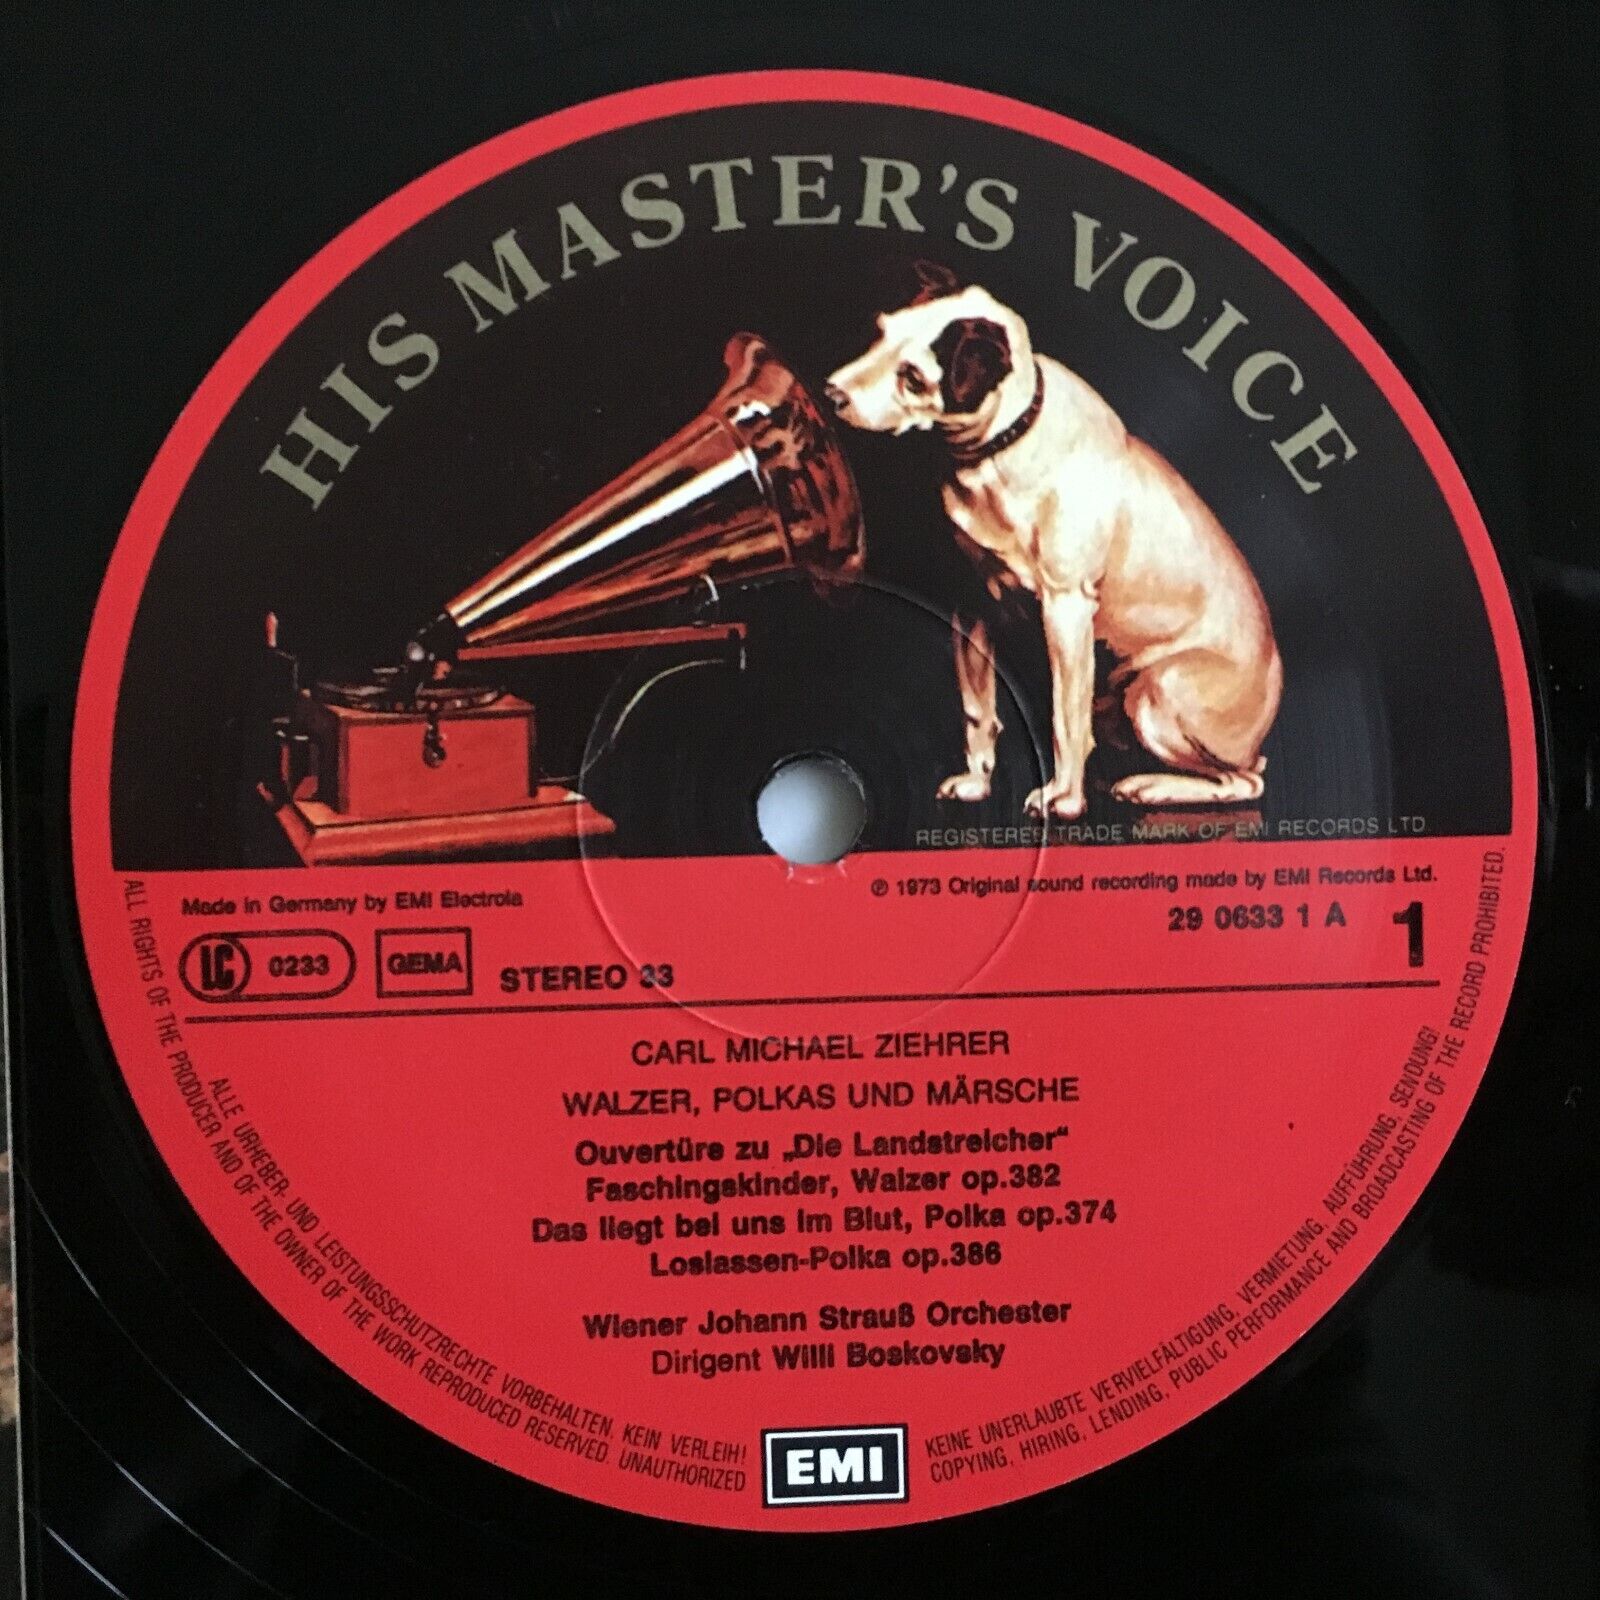 HIS MASTER'S VOICE
REGISTERED TRADE MARK OF EMI RECORDS LTD
Made in Germany by EMI Electrola
℗ 1973 Original sound recording made by EMI Records Ltd.
29 0633 1 A
1
LC 0233
GEMA
STEREO 33
CARL MICHAEL ZIEHRER
WALZER, POLKAS UND MÄRSCHE
Ouvertüre zu „Die Landstreicher“
Faschingskinder, Walzer op.382
Das liegt bei uns im Blut, Polka op.374
Loslassen-Polka op.386
Wiener Johann Strauß Orchester
Dirigent Willi Boskovsky
ALLE URHEBER- UND LEISTUNGSSCHUTZRECHTE VORBEHALTEN. KEIN VERLEIH!
KEINE UNERLAUBTE VERVIELFÄLTIGUNG, VERMIETUNG, AUFFÜHRUNG, SENDUNG!
ALL RIGHTS OF THE PRODUCER AND OF THE OWNER OF THE WORK REPRODUCED RESERVED. UNAUTHORIZED
COPYING, HIRING, LENDING, PUBLIC PERFORMANCE AND BROADCASTING OF THE RECORD PROHIBITED.
EMI